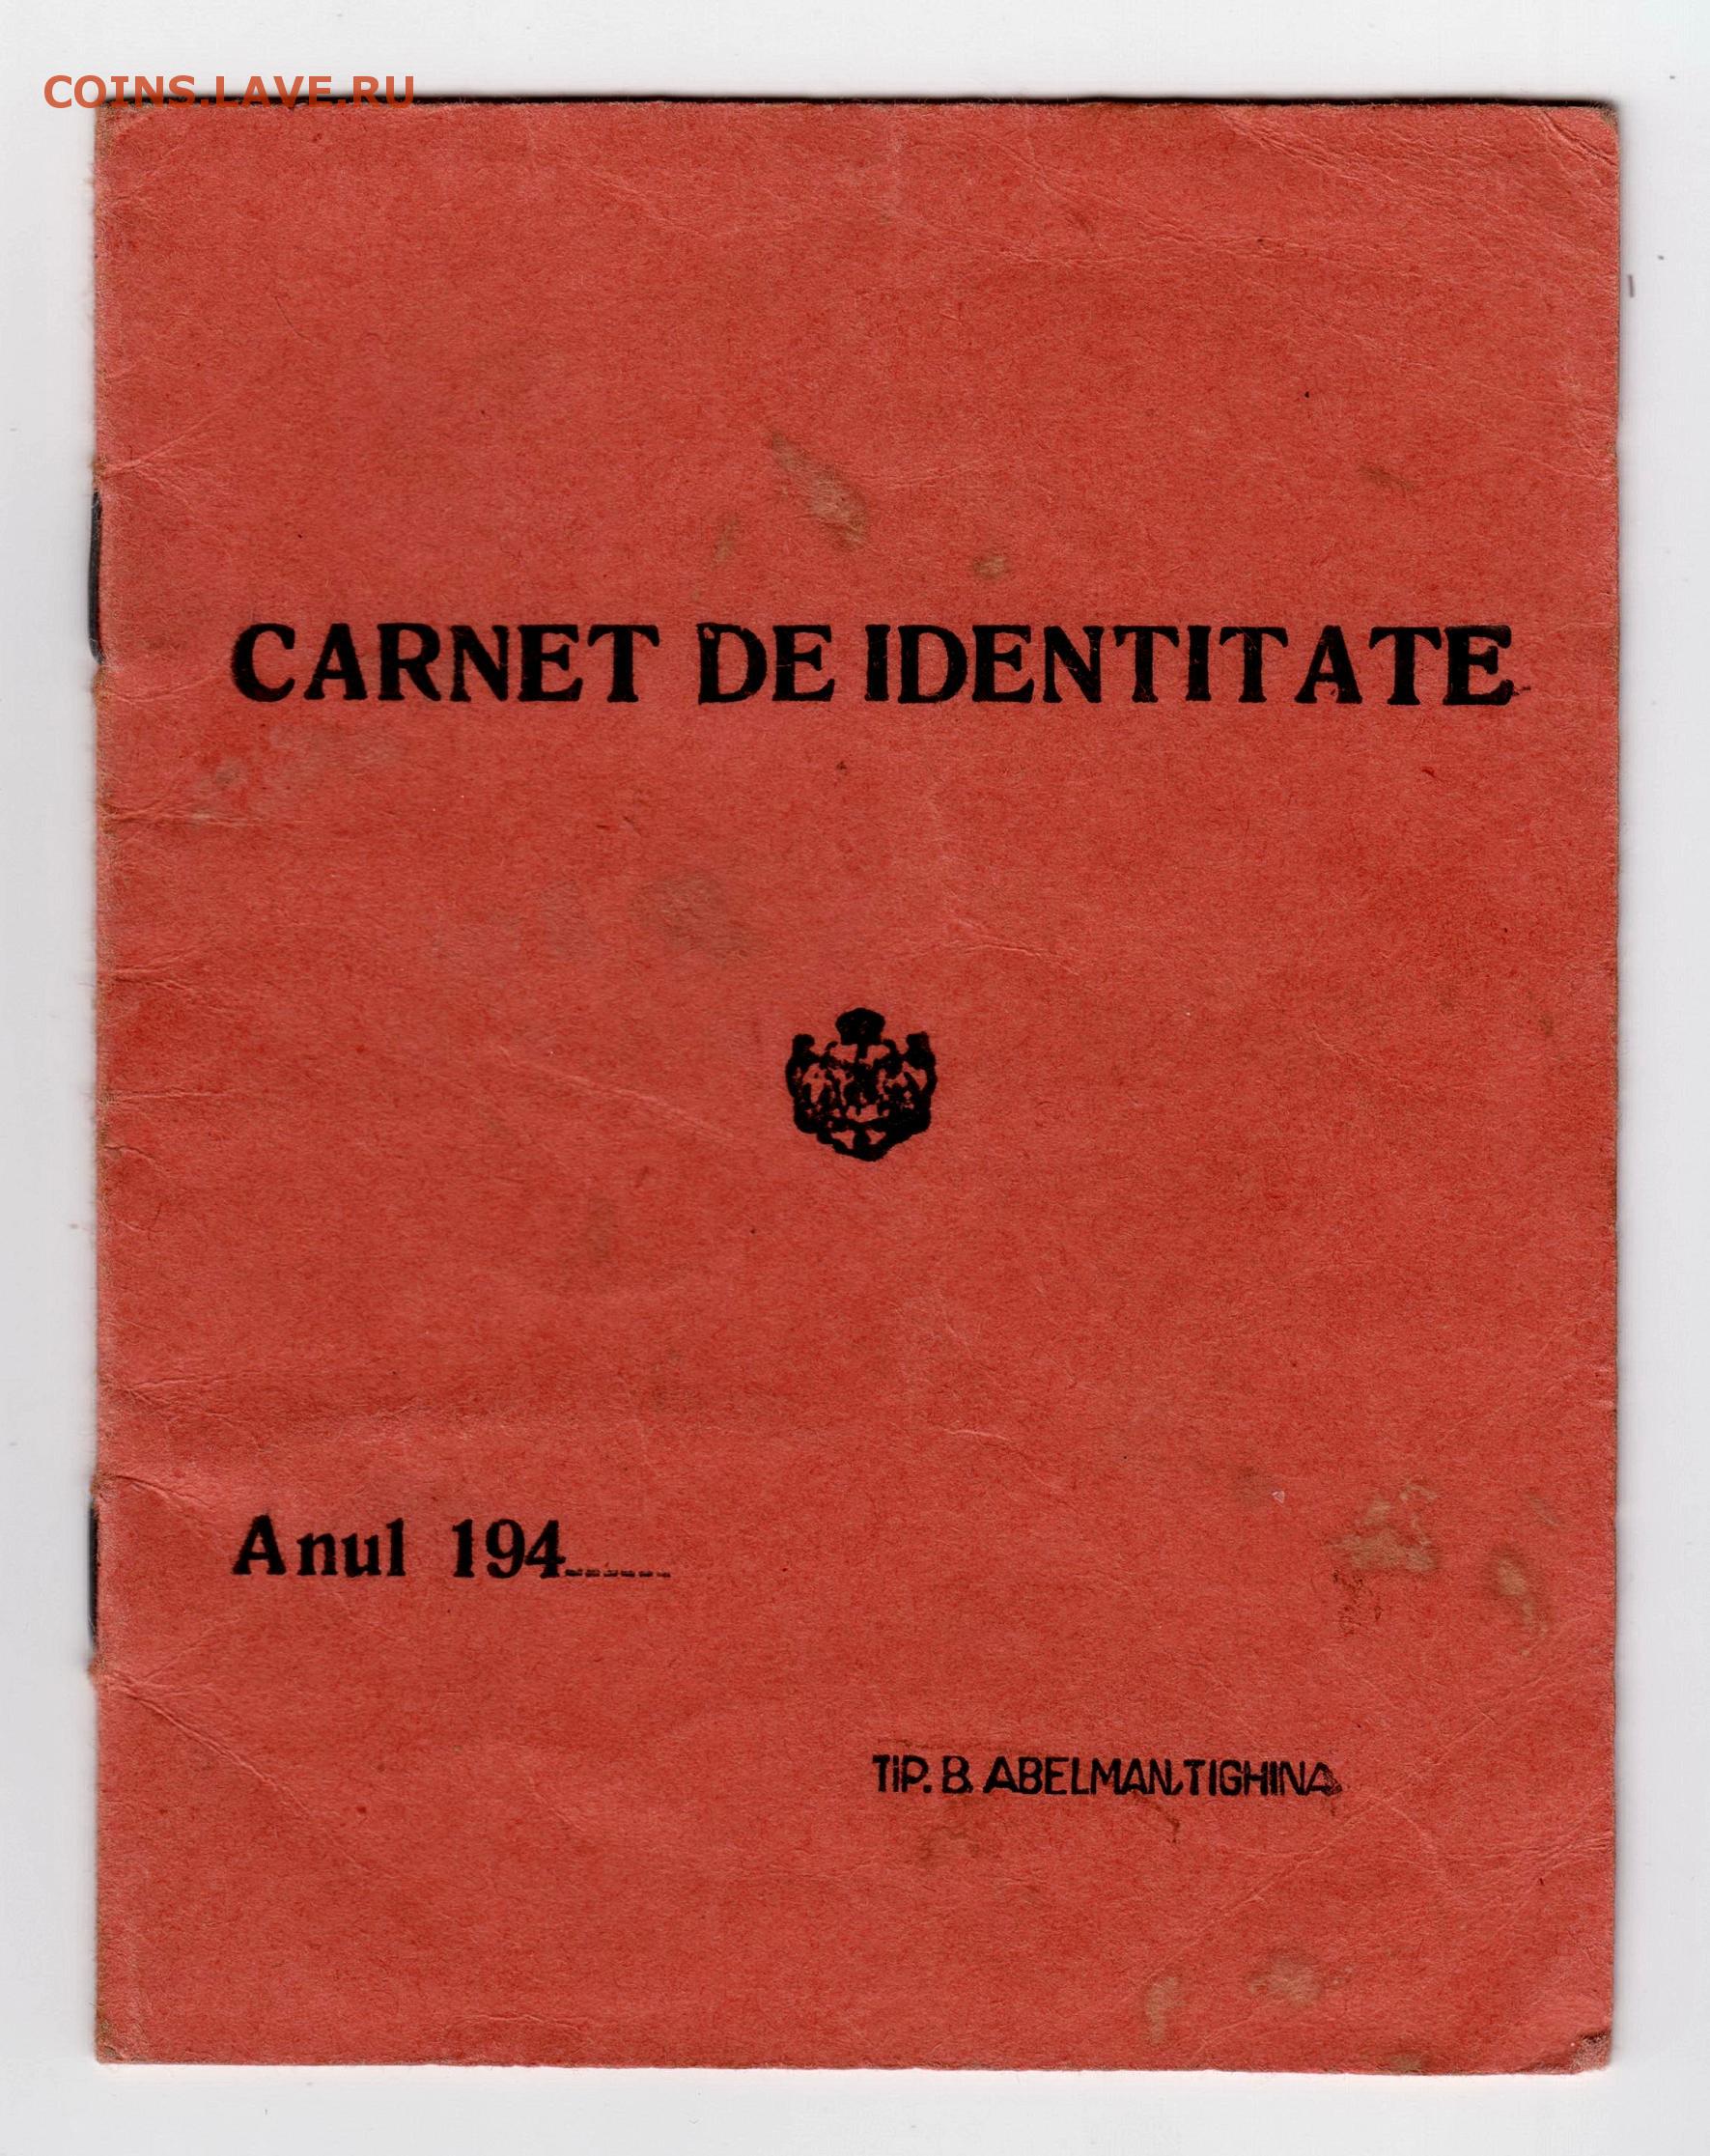 COINS.LAVE.RU
CARNET DE IDENTITATE
Anul 194......
TIP. B. ABELMAN, TIGHINA